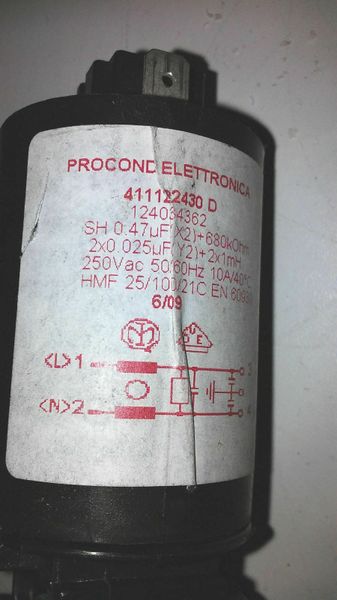 PROCOND ELETTRONICA
411122430 D
124034362
SH 0.47µF(X2)+680kOhm
2x0.025µF(Y2)+2x1mH
250Vac 50/60Hz 10A/40°C
HMF 25/100/21C EN
6/09
<L>1
<N>2 4